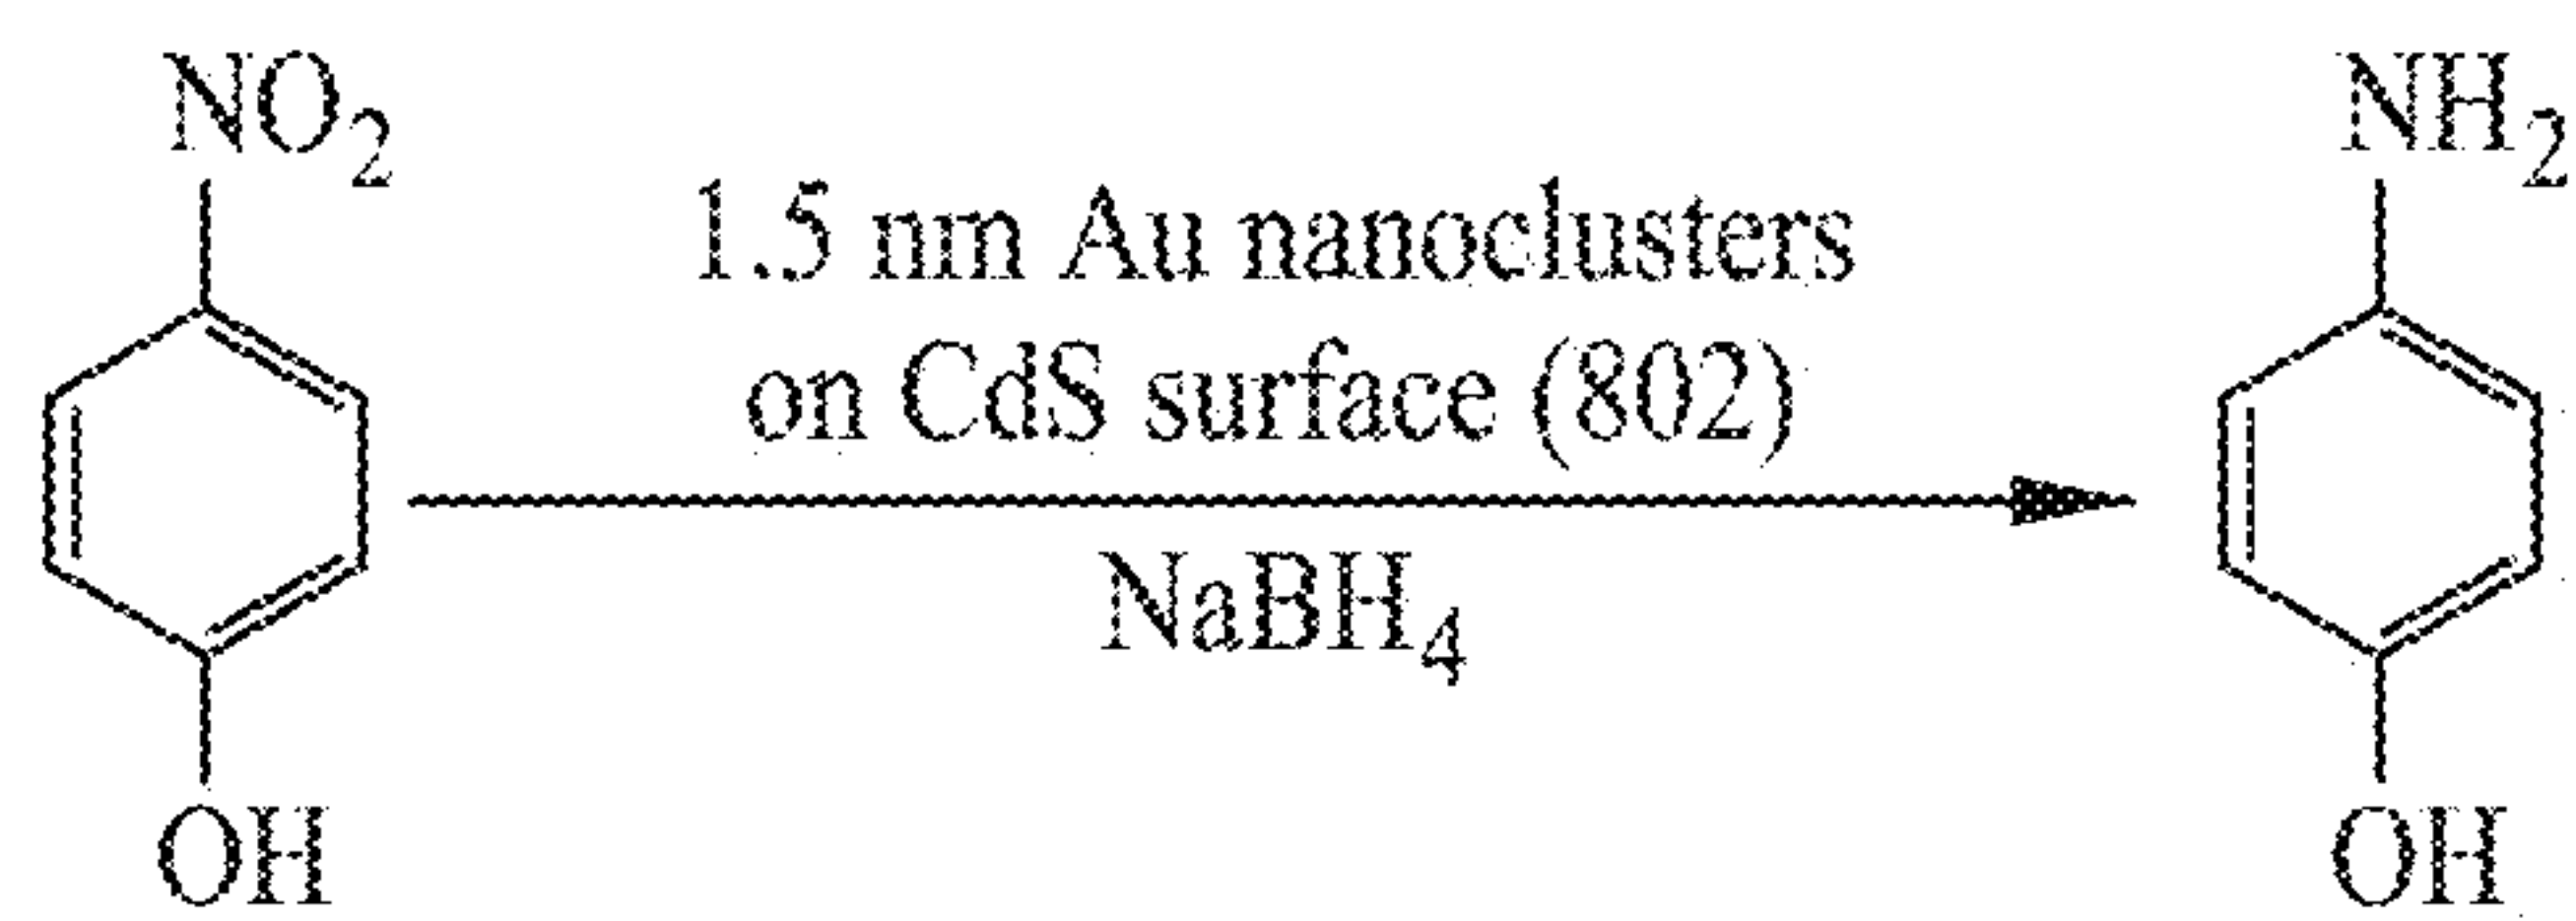 NO2
NH2
1.5 nm Au nanoclusters
on CdS surface (802)
NaBH4
OH
OH